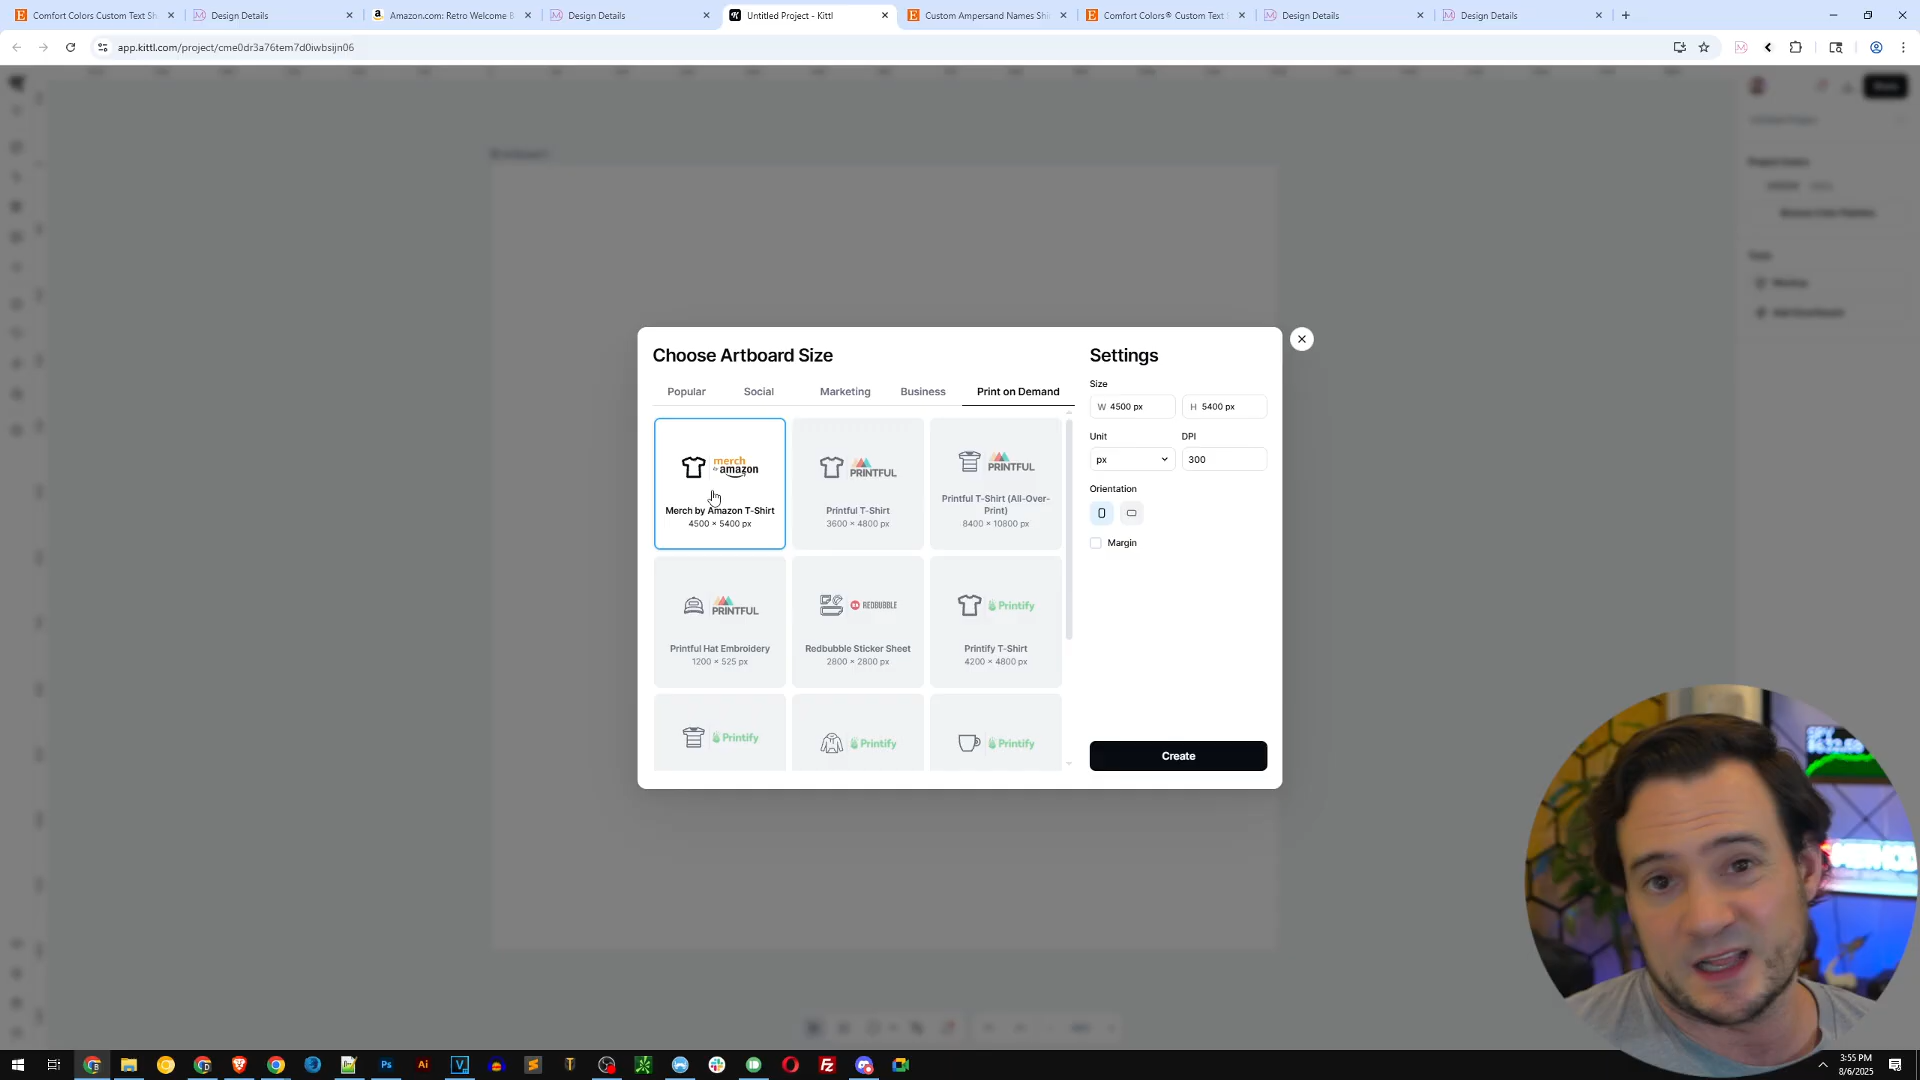 Comfort Colors Custom Text Sh
Design Details
Amazon.com: Retro Welcome B
Design Details
Untitled Project - Kittl
Custom Ampersand Names Shi
Comfort Colors® Custom Text
Design Details
Design Details
app.kittl.com/project/cme0dr3a76tem7d0iwbsijn06
Choose Artboard Size
Popular
Social
Marketing
Business
Print on Demand
merch by amazon
Merch by Amazon T-Shirt
4500 × 5400 px
PRINTFUL
Printful T-Shirt
3600 × 4800 px
PRINTFUL
Printful T-Shirt (All-Over-
Print)
8400 × 10800 px
PRINTFUL
Printful Hat Embroidery
1200 × 525 px
REDBUBBLE
Redbubble Sticker Sheet
2800 × 2800 px
Printify
Printify T-Shirt
4200 × 4800 px
Printify
Printify
Printify
Settings
Size
W 4500 px
H 5400 px
Unit
DPI
px
300
Orientation
Margin
Create
3:55 PM
8/6/2025